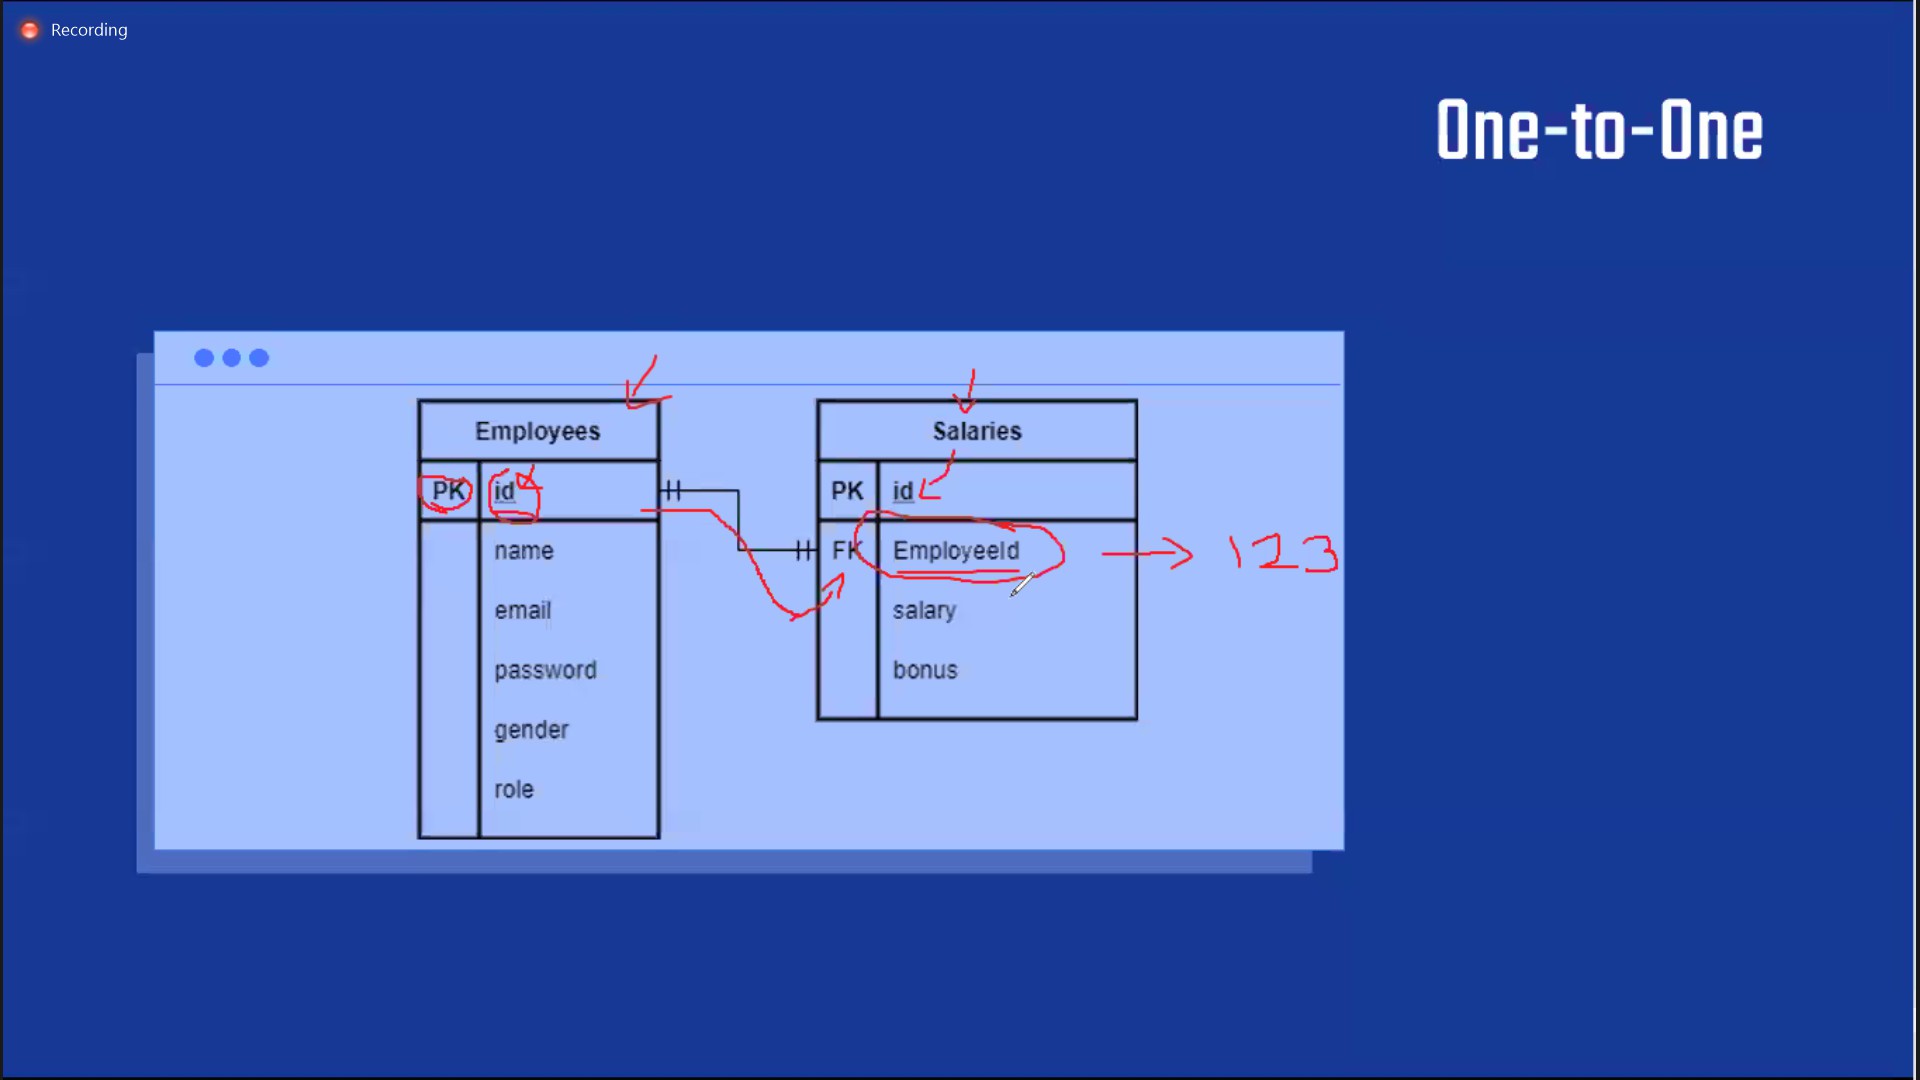 Recording
One-to-One
Employees
PK id
name
email
password
gender
role
Salaries
PK id
FK EmployeeId
salary
bonus
123